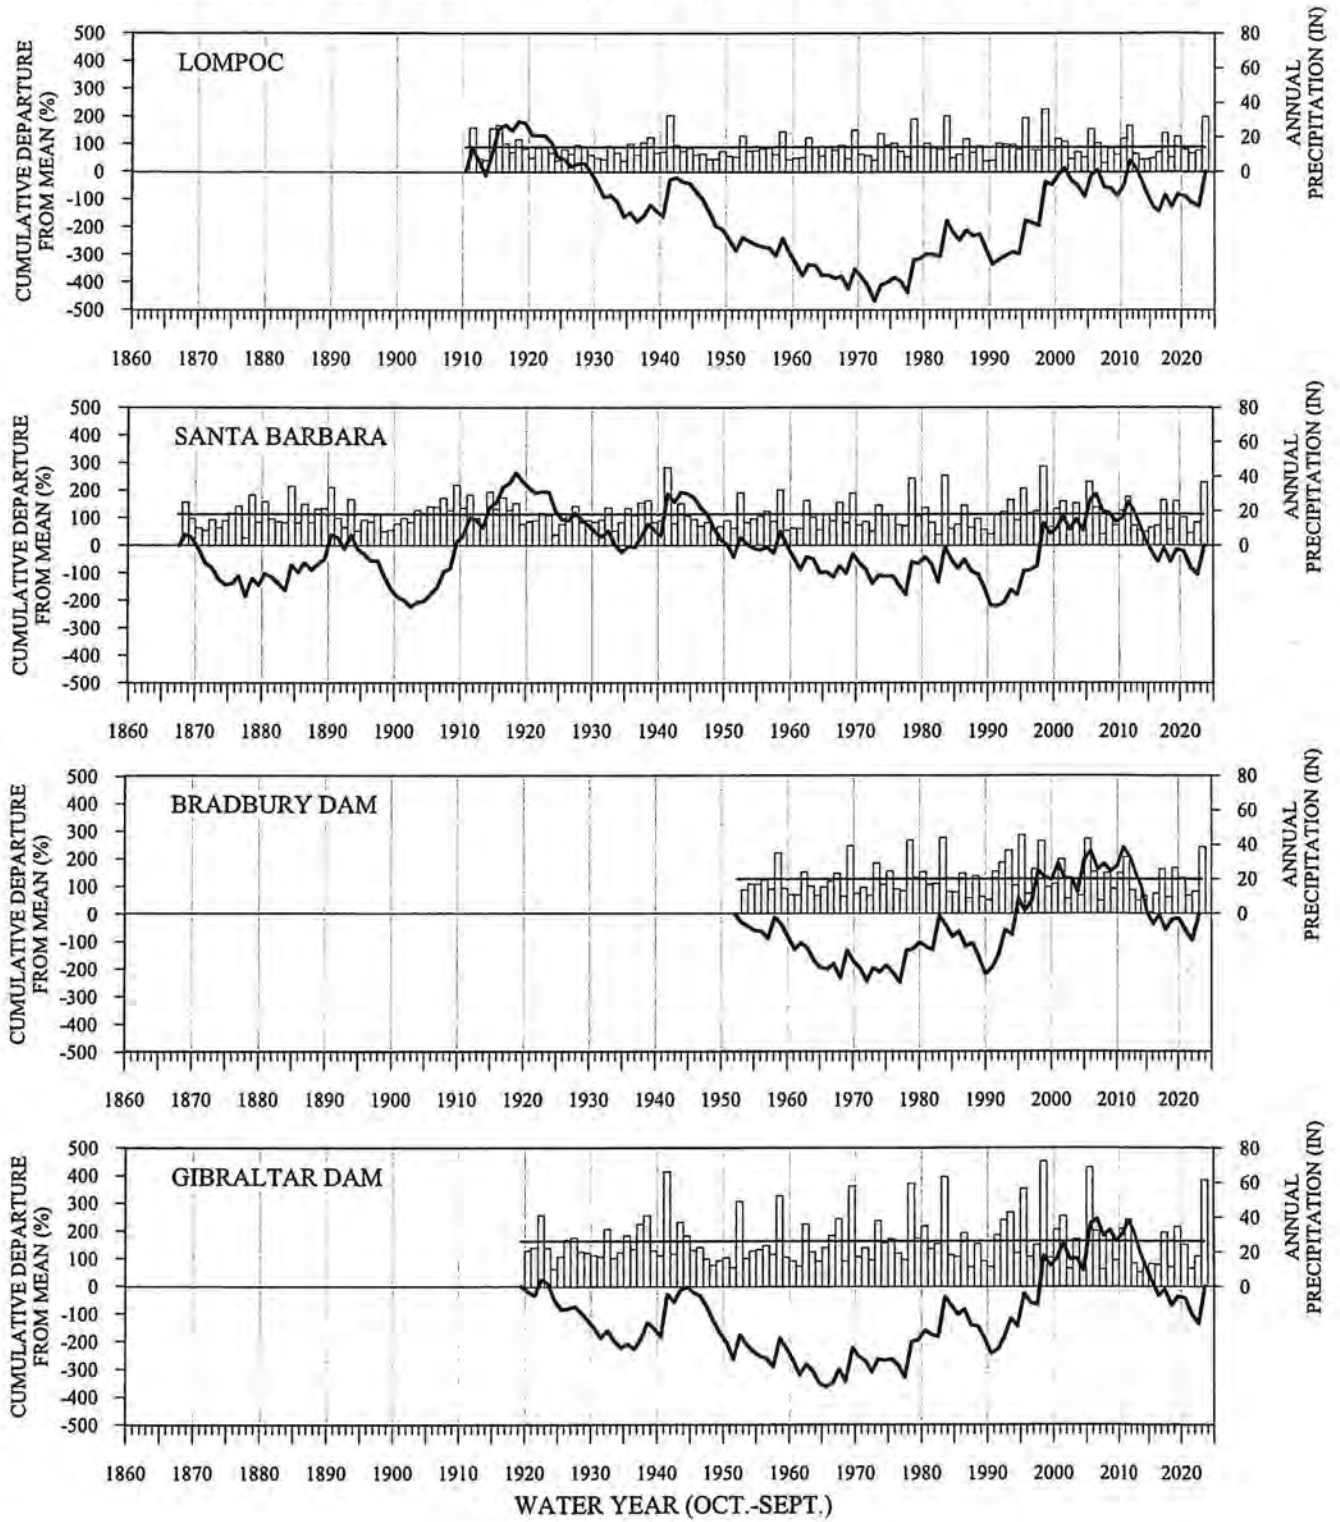 LOMPOC
CUMULATIVE DEPARTURE
FROM MEAN (%)
500
400
300
200
100
0
-100
-200
-300
-400
-500
80
60
40
20
0
ANNUAL
PRECIPITATION (IN)
1860 1870 1880 1890 1900 1910 1920 1930 1940 1950 1960 1970 1980 1990 2000 2010 2020
SANTA BARBARA
CUMULATIVE DEPARTURE
FROM MEAN (%)
500
400
300
200
100
0
-100
-200
-300
-400
-500
80
60
40
20
0
ANNUAL
PRECIPITATION (IN)
1860 1870 1880 1890 1900 1910 1920 1930 1940 1950 1960 1970 1980 1990 2000 2010 2020
BRADBURY DAM
CUMULATIVE DEPARTURE
FROM MEAN (%)
500
400
300
200
100
0
-100
-200
-300
-400
-500
80
60
40
20
0
ANNUAL
PRECIPITATION (IN)
1860 1870 1880 1890 1900 1910 1920 1930 1940 1950 1960 1970 1980 1990 2000 2010 2020
GIBRALTAR DAM
CUMULATIVE DEPARTURE
FROM MEAN (%)
500
400
300
200
100
0
-100
-200
-300
-400
-500
80
60
40
20
0
ANNUAL
PRECIPITATION (IN)
1860 1870 1880 1890 1900 1910 1920 1930 1940 1950 1960 1970 1980 1990 2000 2010 2020
WATER YEAR (OCT.-SEPT.)